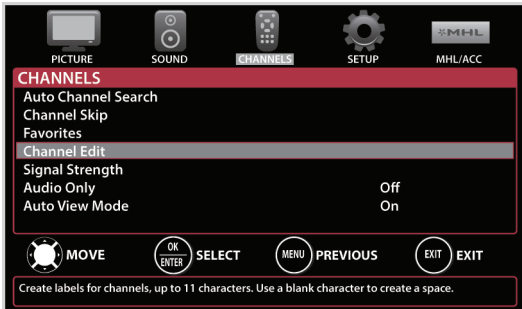 PICTURE SOUND CHANNELS SETUP MHL/ACC
MHL
CHANNELS
Auto Channel Search
Channel Skip
Favorites
Channel Edit
Signal Strength
Audio Only Off
Auto View Mode On
MOVE OK ENTER SELECT MENU PREVIOUS EXIT EXIT
Create labels for channels, up to 11 characters. Use a blank character to create a space.